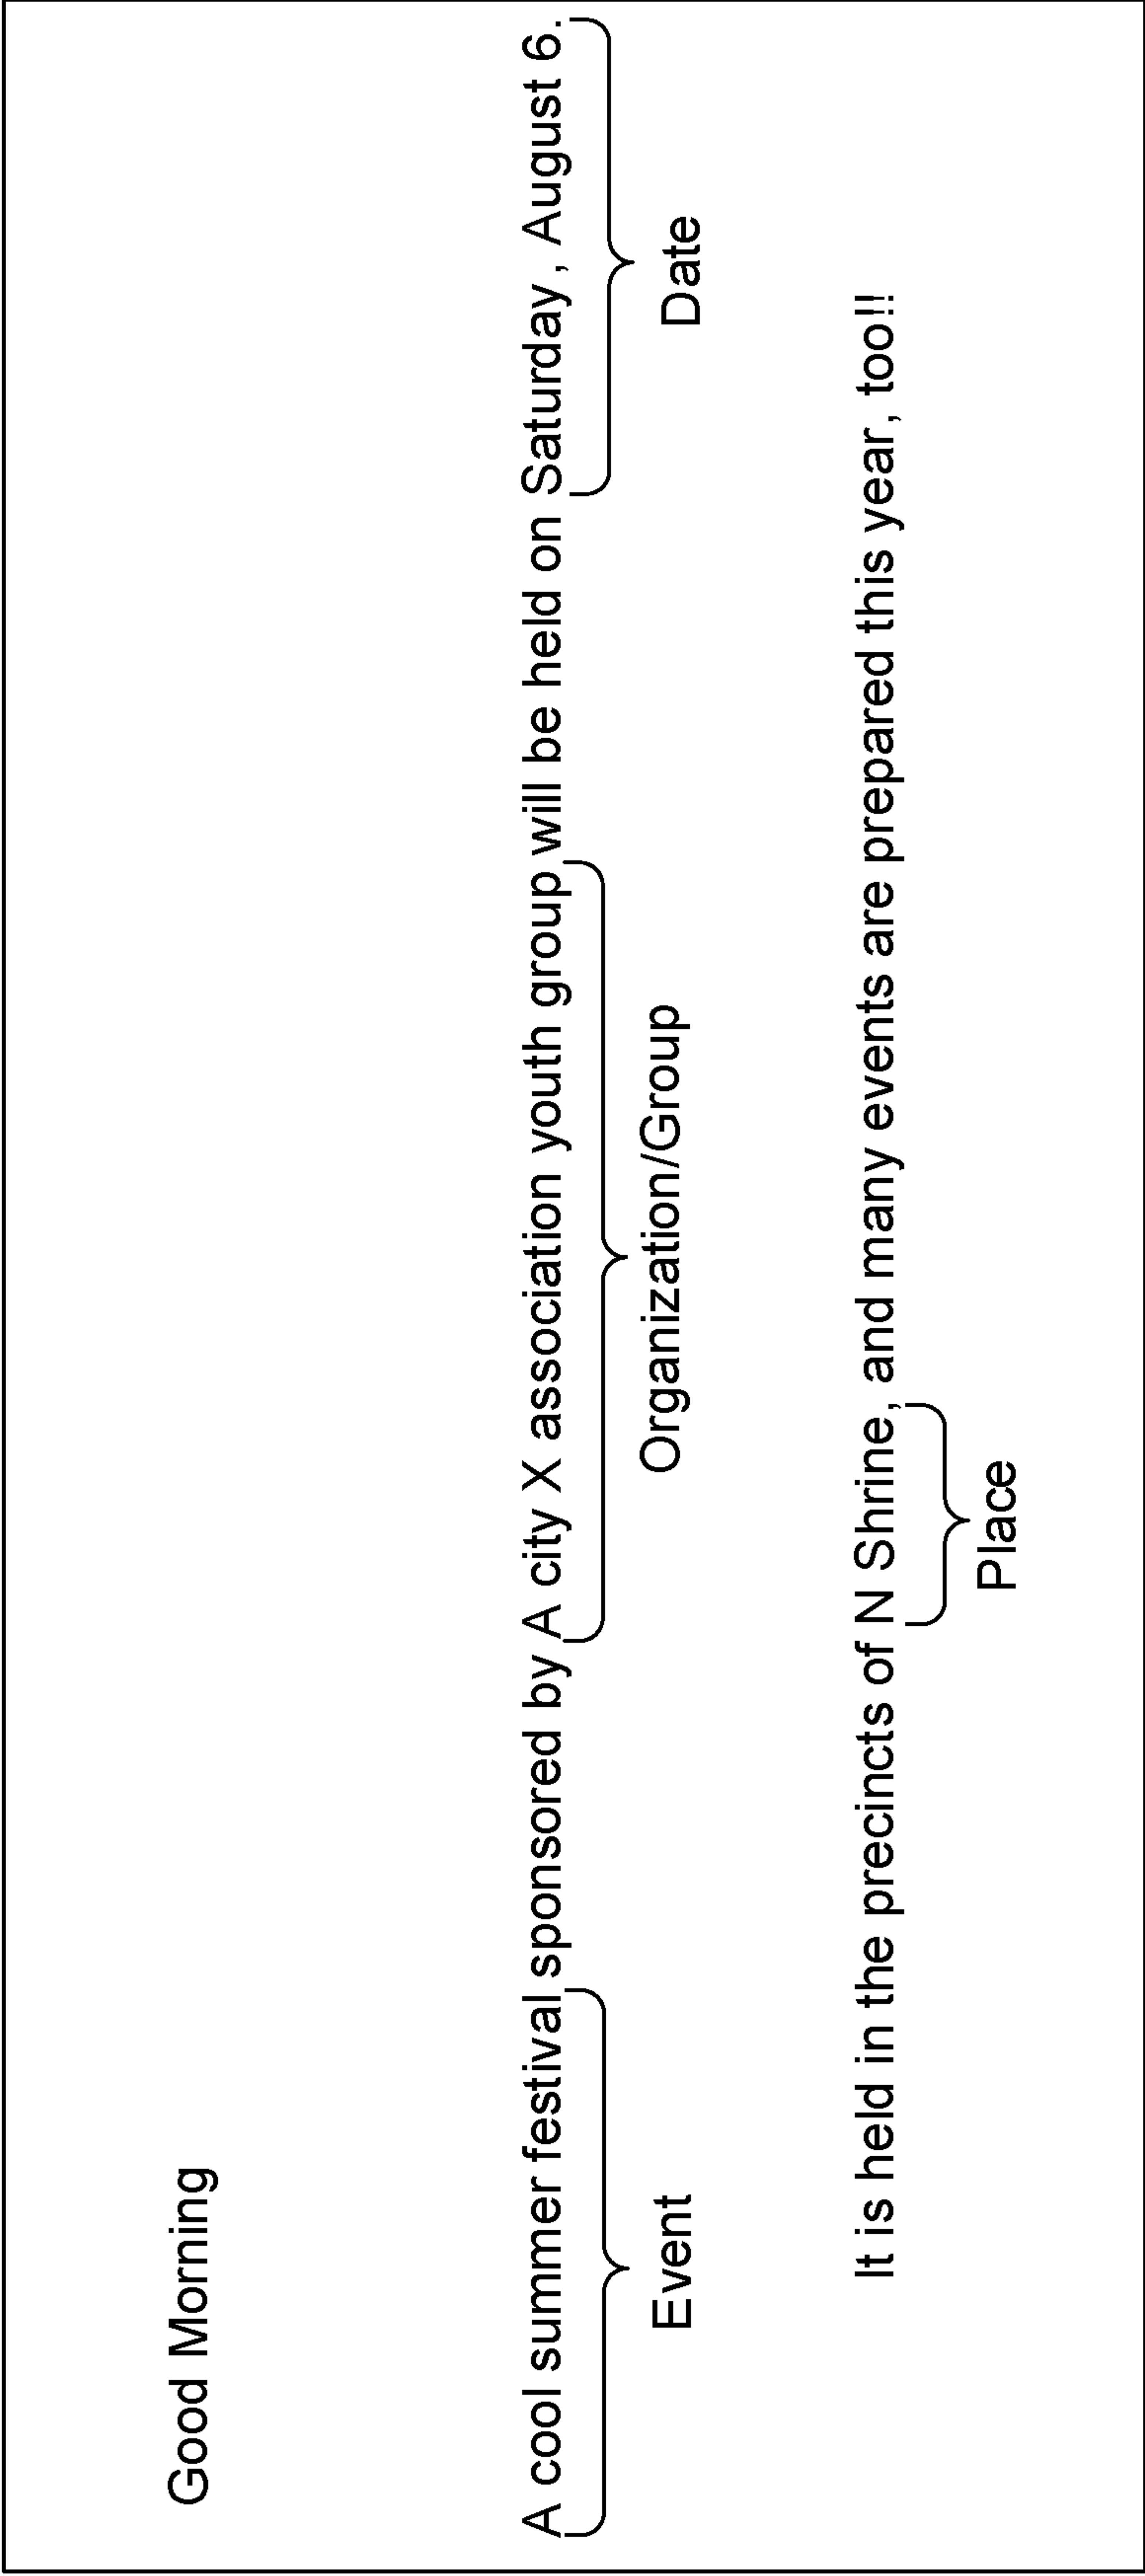 Good Morning
A cool summer festival sponsored by A city X association youth group will be held on Saturday, August 6.
Event Organization/Group Date
It is held in the precincts of N Shrine, and many events are prepared this year, too!!
Place